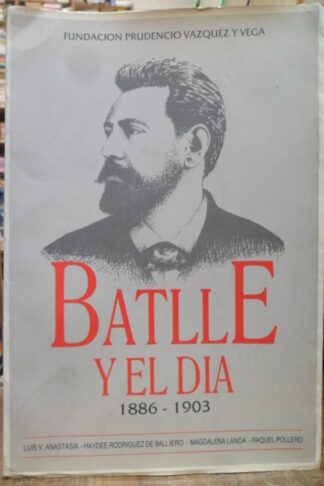 FUNDACION PRUDENCIO VAZQUEZ Y VEGA
BATLLE
Y EL DIA
1886 - 1903
LUIS V. ANASTASIA - HAYDEE RODRIGUEZ DE BALLIERO - MAGDALENA LANDA - RAQUEL POLLERO